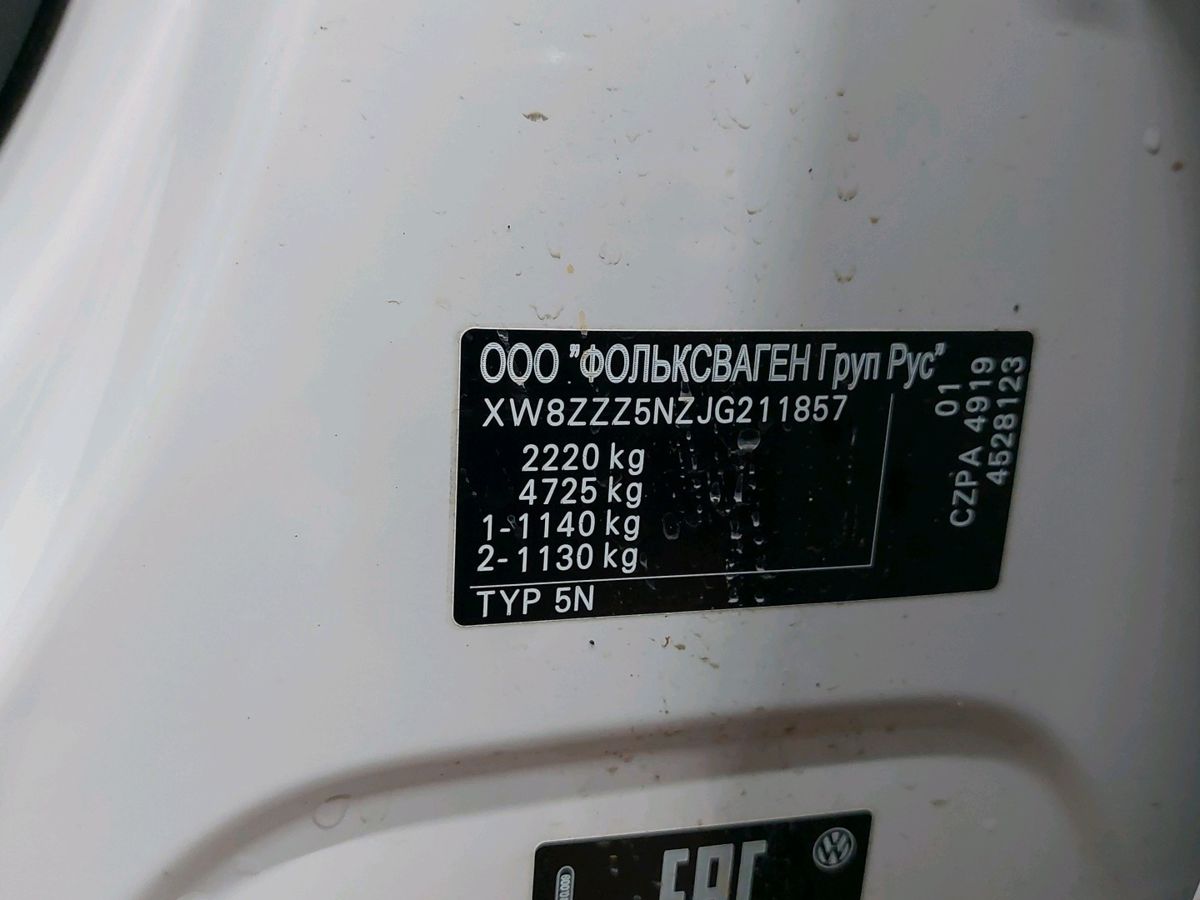 ООО "ФОЛЬКСВАГЕН Груп Рус"
XW8ZZZ5NZJG211857
2220 kg
4725 kg
1-1140 kg
2-1130 kg
TYP 5N
01
CZPA 4919
4528123
EAC